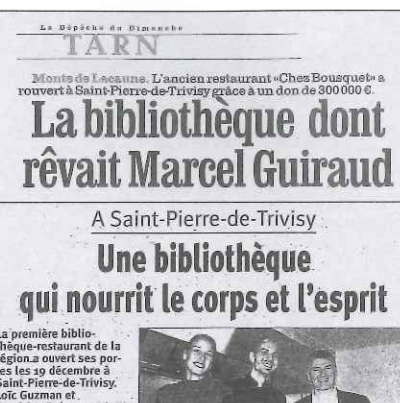 La Dépêche du Dimanche
TARN
Monts de Lacaune. L'ancien restaurant «Chez Bousquet» a
rouvert à Saint-Pierre-de-Trivisy grâce à un don de 300 000 €.
La bibliothèque dont
rêvait Marcel Guiraud
A Saint-Pierre-de-Trivisy
Une bibliothèque
qui nourrit le corps et l'esprit
La première biblio-
hèque-restaurant de la
égion a ouvert ses por-
es les 19 décembre à
Saint-Pierre-de-Trivisy.
Loïc Guzman et